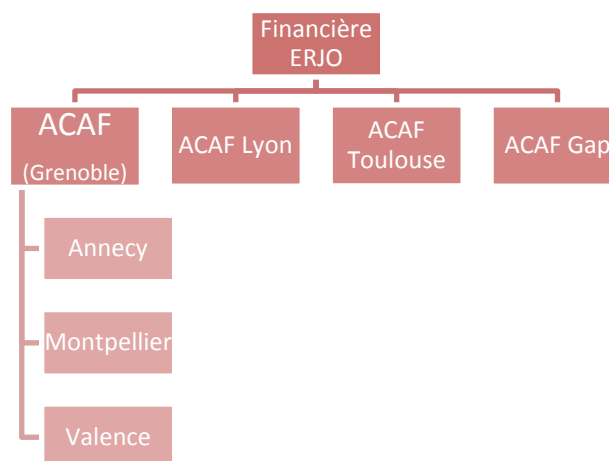 Financière
ERJO
ACAF
(Grenoble)
ACAF Lyon
ACAF
Toulouse
ACAF Gap
Annecy
Montpellier
Valence